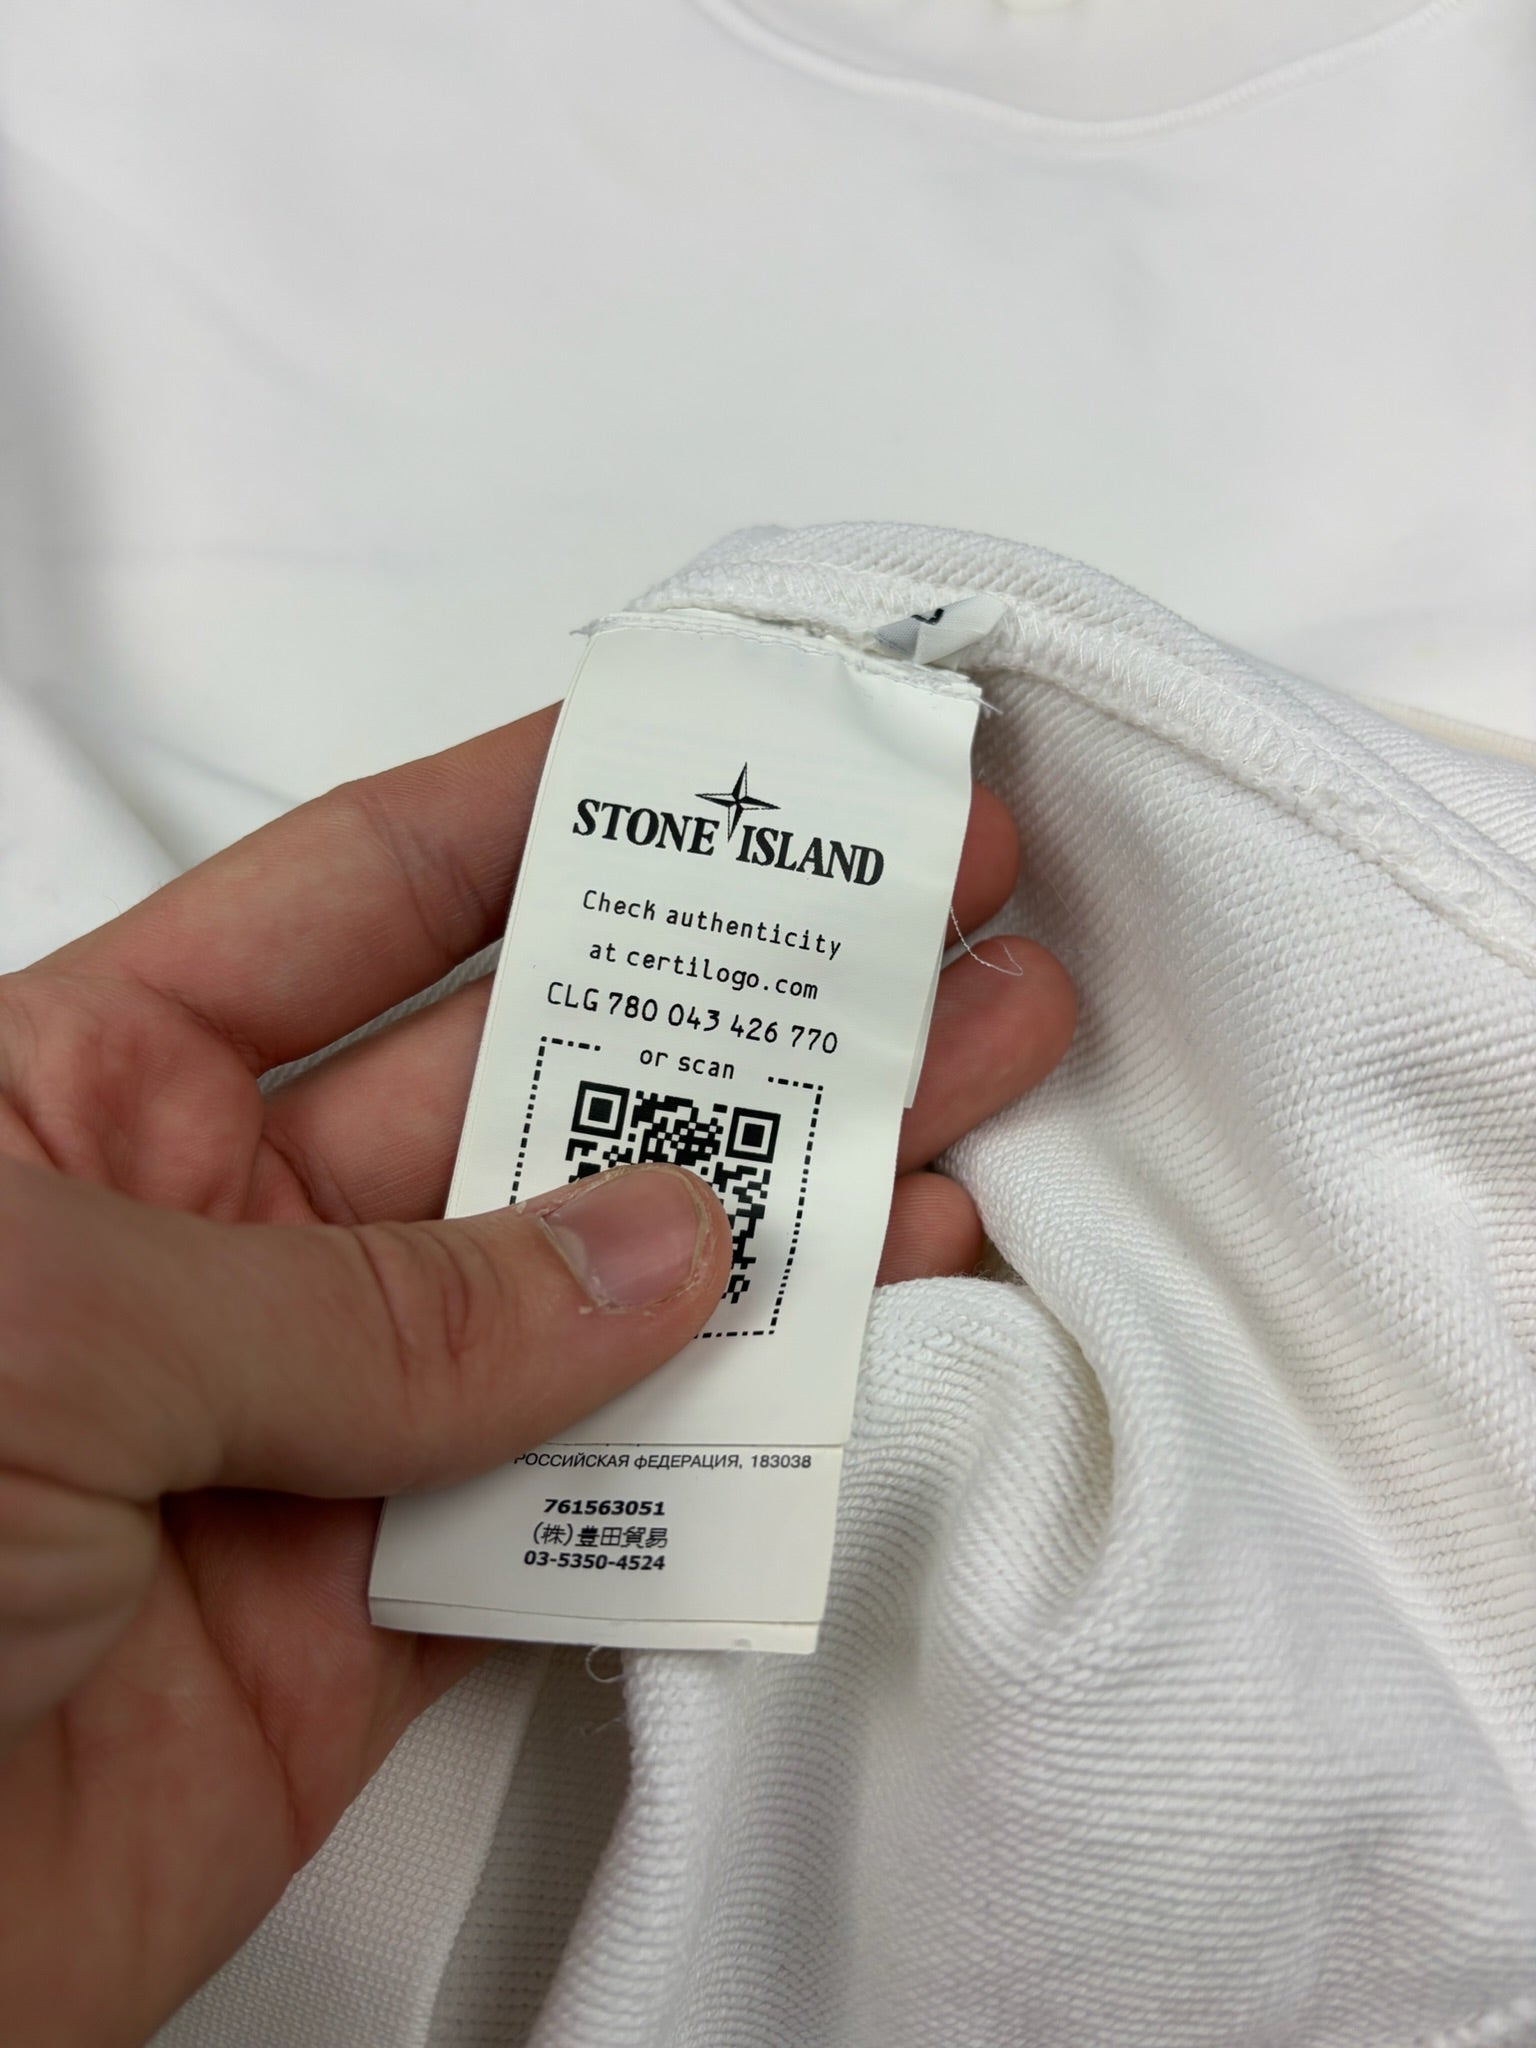 STONE ISLAND
Check authenticity
at certilogo.com
CLG 780 043 426 770
or scan
РОССИЙСКАЯ ФЕДЕРАЦИЯ, 183038
761563051
(株)豊田貿易
03-5350-4524